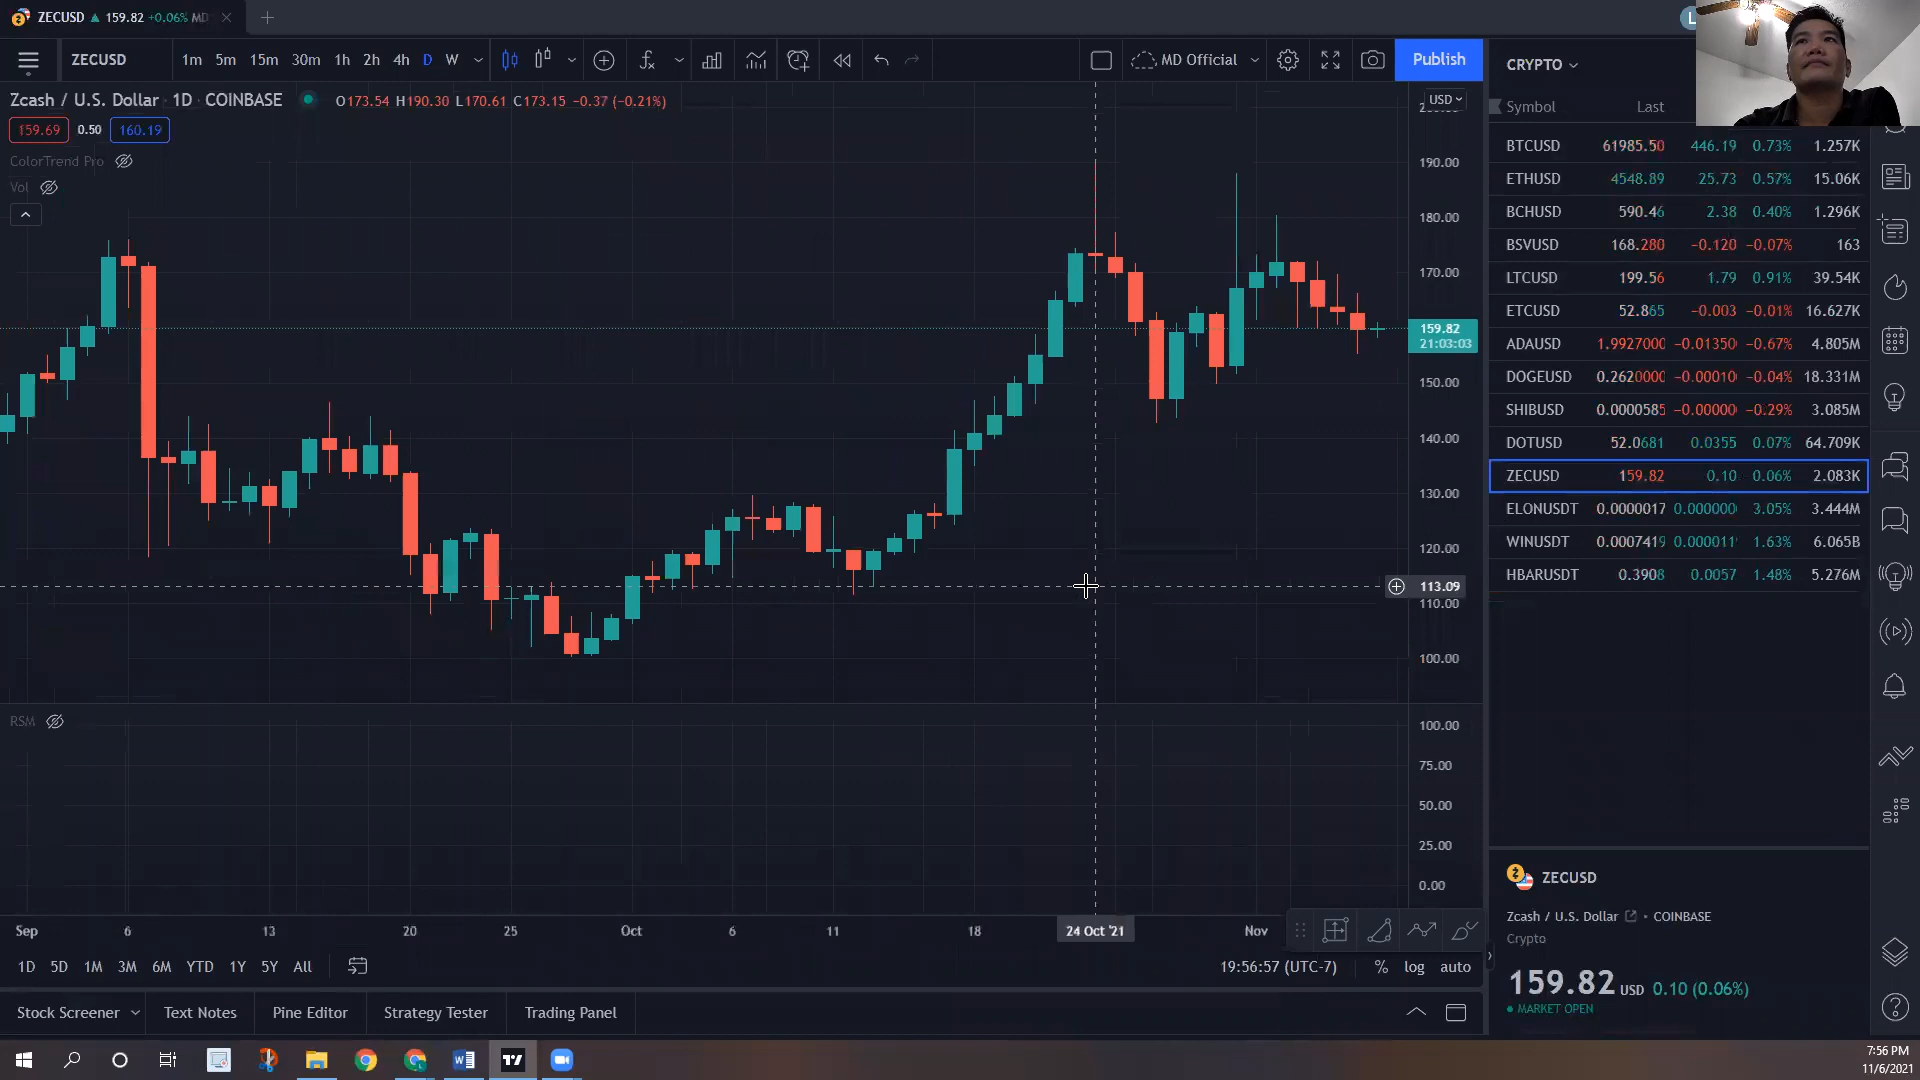 ZECUSD ▲ 159.82 +0.06% MD
ZECUSD 1m 5m 15m 30m 1h 2h 4h D W MD Official Publish
Zcash / U.S. Dollar 1D COINBASE O173.54 H190.30 L170.61 C173.15 −0.37 (−0.21%)
159.69 0.50 160.19
ColorTrend Pro
Vol
USD
190.00
180.00
170.00
159.82
21:03:03
150.00
140.00
130.00
120.00
113.09
110.00
100.00
RSM
100.00
75.00
50.00
25.00
0.00
Sep 6 13 20 25 Oct 6 11 18 24 Oct '21 Nov
1D 5D 1M 3M 6M YTD 1Y 5Y All 19:56:57 (UTC-7) % log auto
Stock Screener Text Notes Pine Editor Strategy Tester Trading Panel
CRYPTO
Symbol Last
BTCUSD 61985.50 446.19 0.73% 1.257K
ETHUSD 4548.89 25.73 0.57% 15.06K
BCHUSD 590.46 2.38 0.40% 1.296K
BSVUSD 168.280 −0.120 −0.07% 163
LTCUSD 199.56 1.79 0.91% 39.54K
ETCUSD 52.865 −0.003 −0.01% 16.627K
ADAUSD 1.9927000 −0.01350 −0.67% 4.805M
DOGEUSD 0.2620000 −0.00010 −0.04% 18.331M
SHIBUSD 0.0000585 −0.00000 −0.29% 3.085M
DOTUSD 52.0681 0.0355 0.07% 64.709K
ZECUSD 159.82 0.10 0.06% 2.083K
ELONUSDT 0.0000017 0.000000 3.05% 3.444M
WINUSDT 0.0007419 0.000011 1.63% 6.065B
HBARUSDT 0.3908 0.0057 1.48% 5.276M
ZECUSD
Zcash / U.S. Dollar • COINBASE
Crypto
159.82 USD 0.10 (0.06%)
MARKET OPEN
7:56 PM
11/6/2021